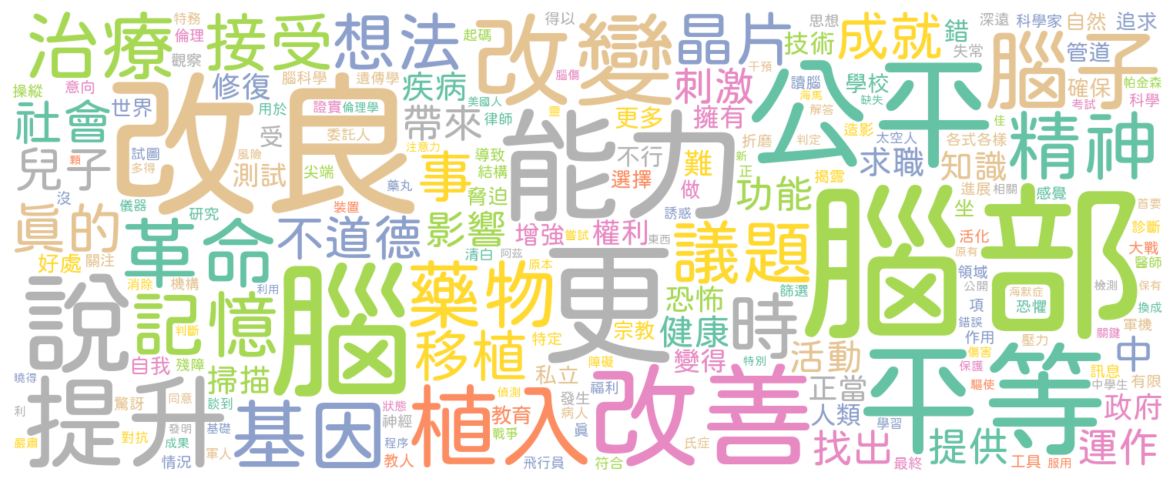 治療
接受
想法
改變
晶片
成就
錯
腦子
特務
倫理
觀察
起碼
得以
思想
技術
深遠
科學家
自然
追求
失常
管道
修復
腦科學
遺傳學
疾病
刺激
腦傷
干預
讀腦
海馬
學校
確保
帕金森
科學
考試
操縱
意向
世界
改良
證實
倫理學
美國人
律師
更多
擁有
解答
缺失
社會
用於
受
委託人
帶來
靈
折磨
造影
太空人
各式各樣
佳
公平
精神
兒子
顆
試圖
測試
風險
尖端
注意力
導致
結構
能力
不行
選擇
難
做
脅迫
功能
判定
求職
知識
新
正
揭露
進展
相關
感覺
首要
沒
多得
藥丸
事
真的
儀器
研究
革命
裝置
不道德
影響
增強
嘗試
權利
誘惑
議題
坐
活化
原有
診斷
大戰
醫師
好處
關注
清白
阿茲
原本
東西
腦部
領域
公開
檢測
保有
說
消除
機構
記憶
利用
腦
藥物
更
恐怖
篩選
時
健康
宗教
特定
項
海默症
恐懼
換成
錯誤
軍機
關鍵
判斷
自我
殘障
掃描
移植
障礙
變得
特別
活動
作用
傷害
壓力
保護
中
曉得
利
驚訝
同意
談到
提升
發明
狀態
神經
私立
偵測
福利
發生
正當
平等
驅使
訊息
中學生
有限
政府
嚴肅
對抗
成果
情況
基礎
軍人
基因
程序
教人
植入
教育
戰爭
病人
真
飛行員
符合
改善
氏症
人類
找出
學習
最終
提供
工具
服用
運作